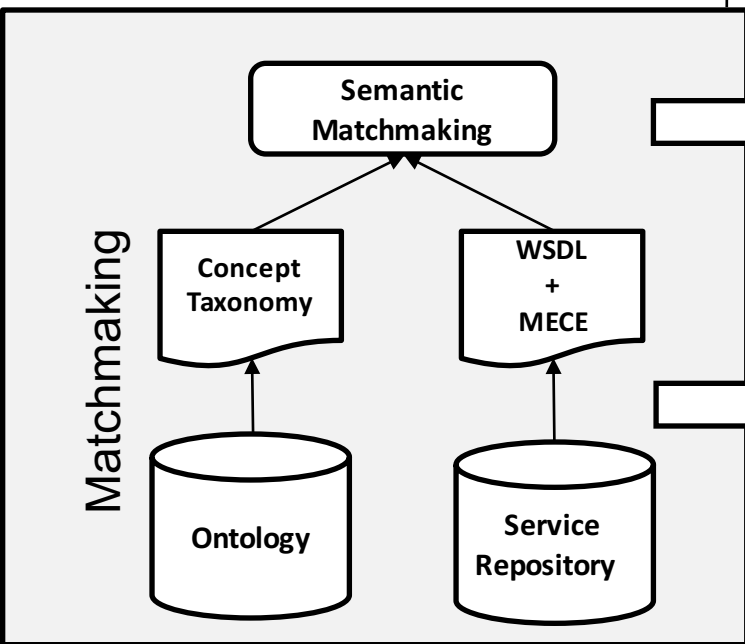 Semantic
Matchmaking
Matchmaking
Concept
Taxonomy
WSDL
+
MECE
Ontology
Service
Repository